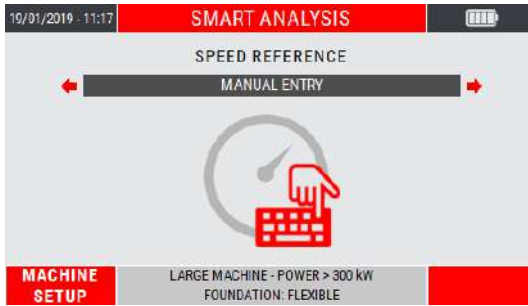 19/01/2019 - 11:17
SMART ANALYSIS
SPEED REFERENCE
MANUAL ENTRY
MACHINE
SETUP
LARGE MACHINE - POWER > 300 kW
FOUNDATION: FLEXIBLE